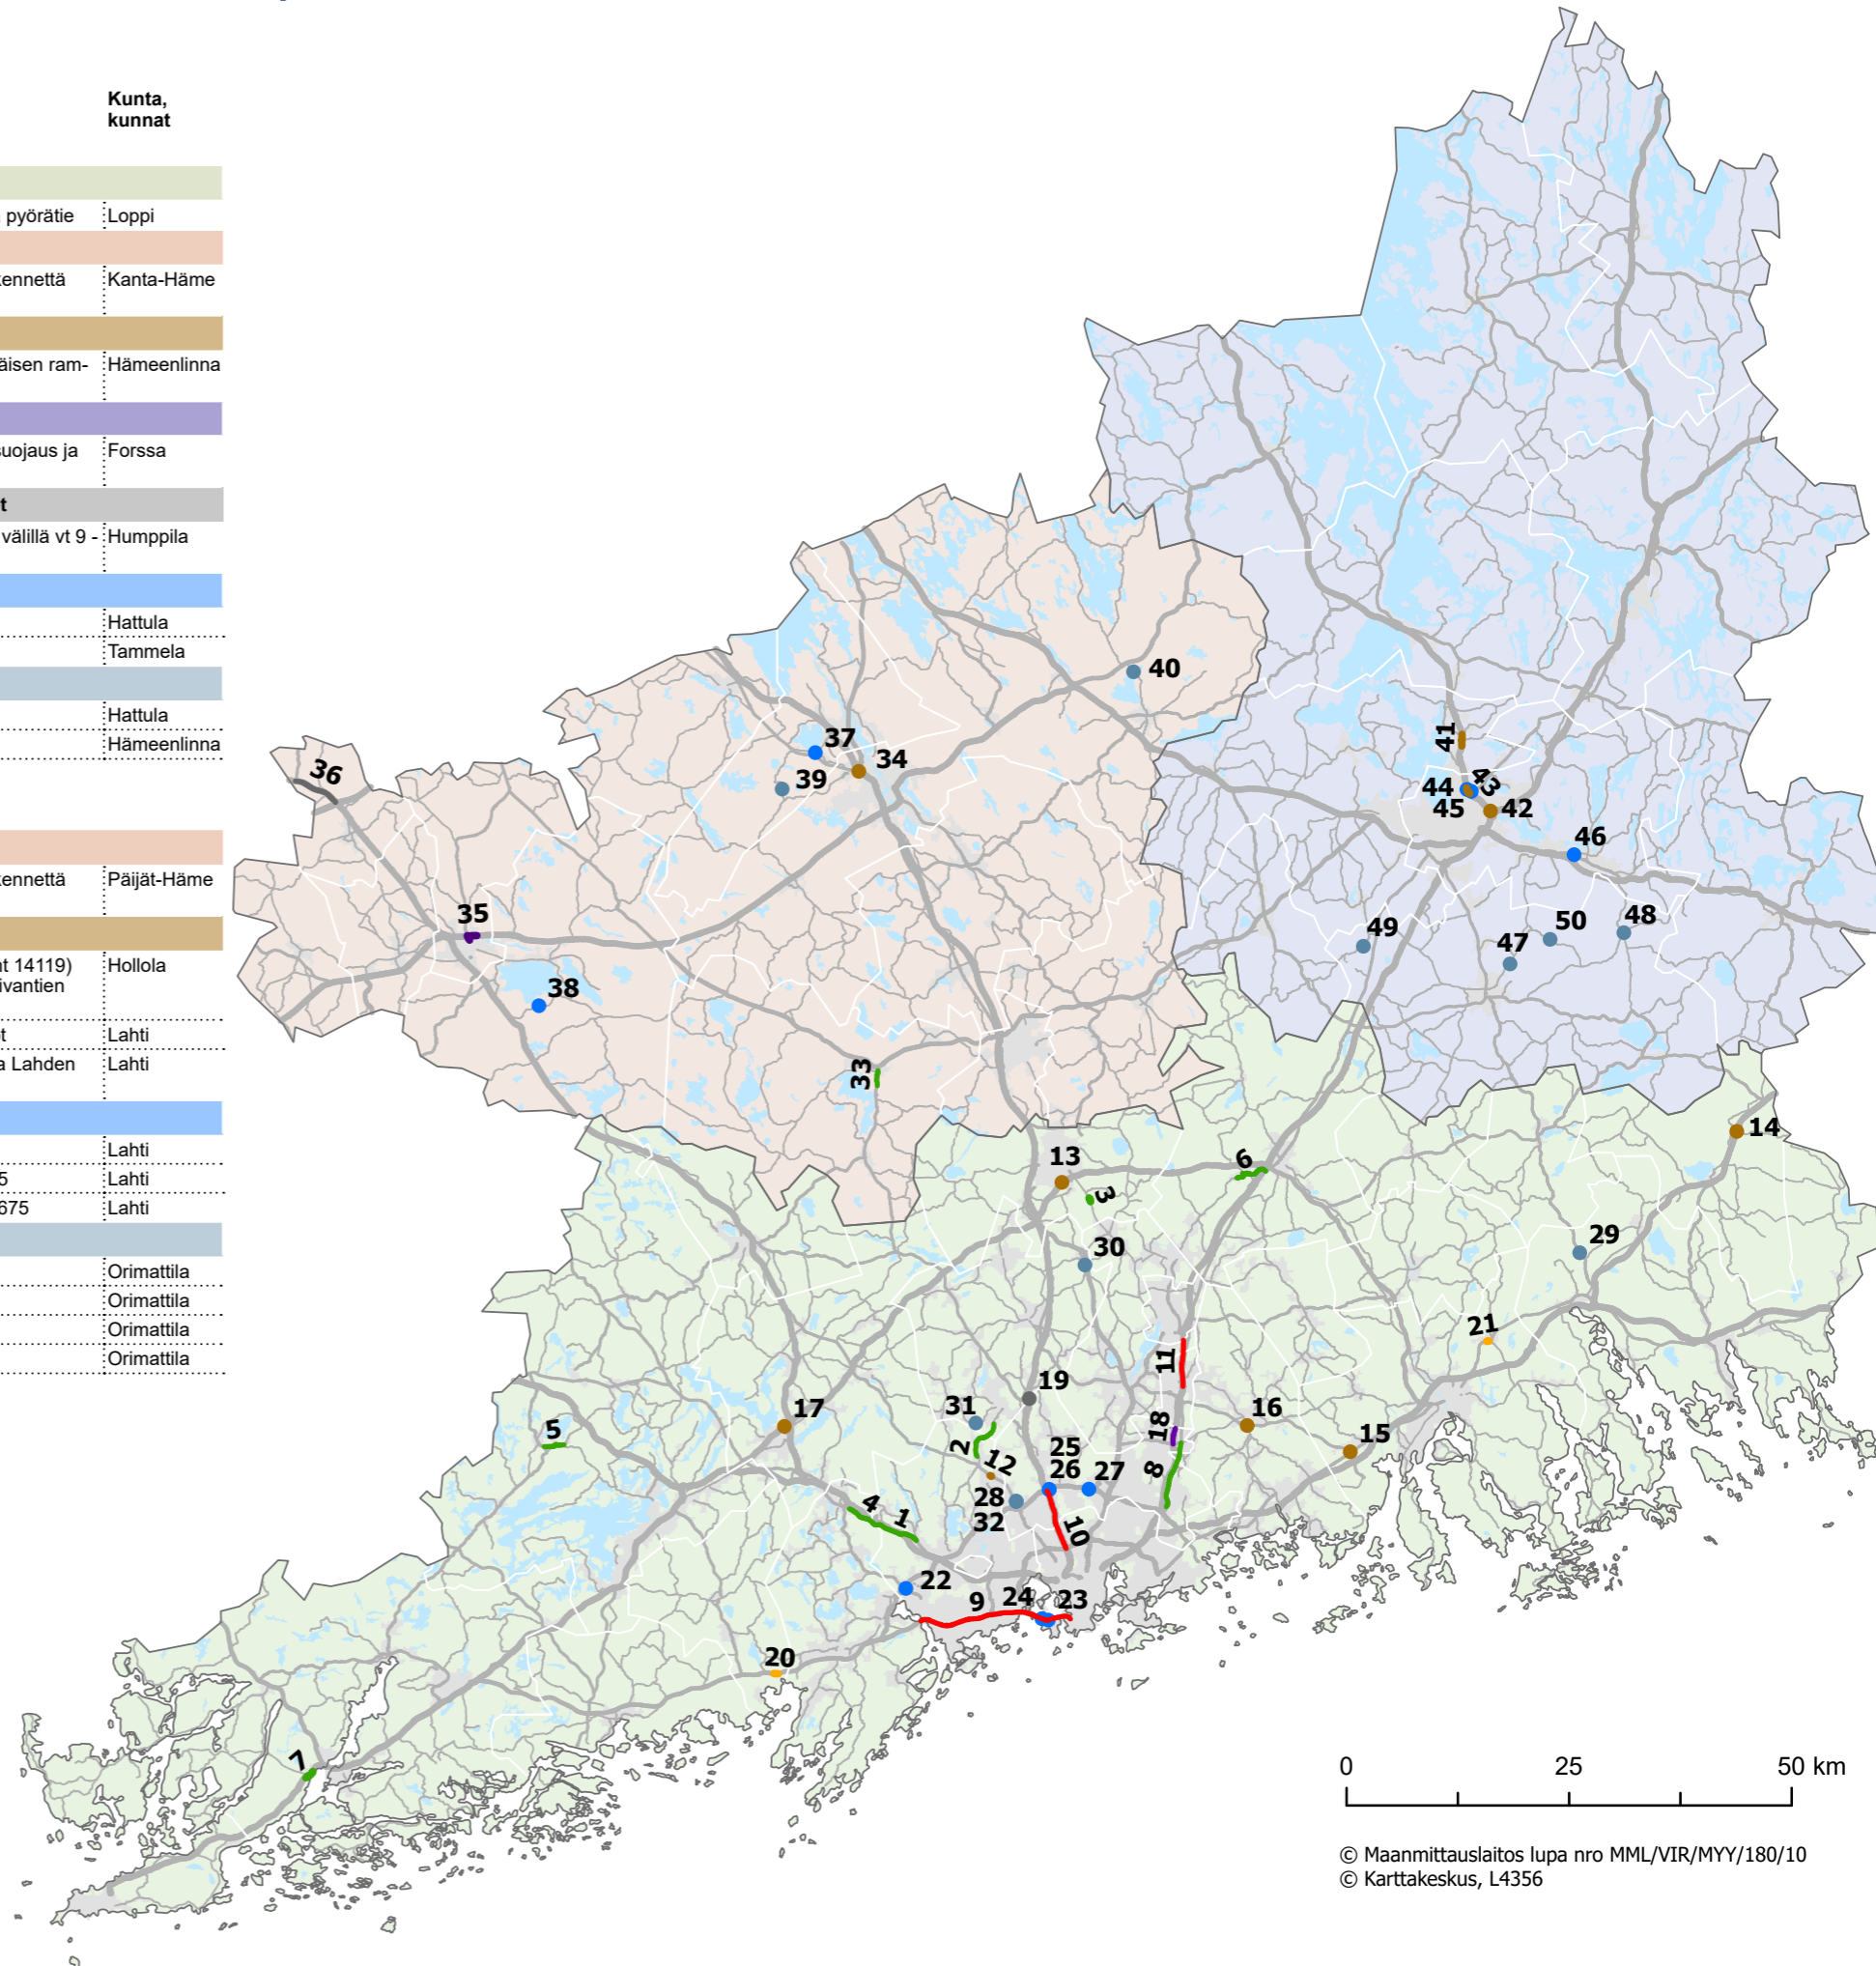 Kunta,
kunnat
pyörätie Loppi
kennettä Kanta-Häme
äisen ram- Hämeenlinna
suojaus ja Forssa
t
välillä vt 9 - Humppila
Hattula
Tammela
Hattula
Hämeenlinna
kennettä Päijät-Häme
nt 14119) Hollola
ivantien
ot Lahti
a Lahden Lahti
Lahti
5 Lahti
675 Lahti
Orimattila
Orimattila
Orimattila
Orimattila
40
41
37
34
39
36
43
44
45
42
46
35
49
47
50
48
38
33
14
13
6
3
30
29
21
11
19
17
31
16
18
5
2
12
25
26
27
15
8
28
32
4
1
10
22
9
24
23
20
7
0 25 50 km
© Maanmittauslaitos lupa nro MML/VIR/MYY/180/10
© Karttakeskus, L4356